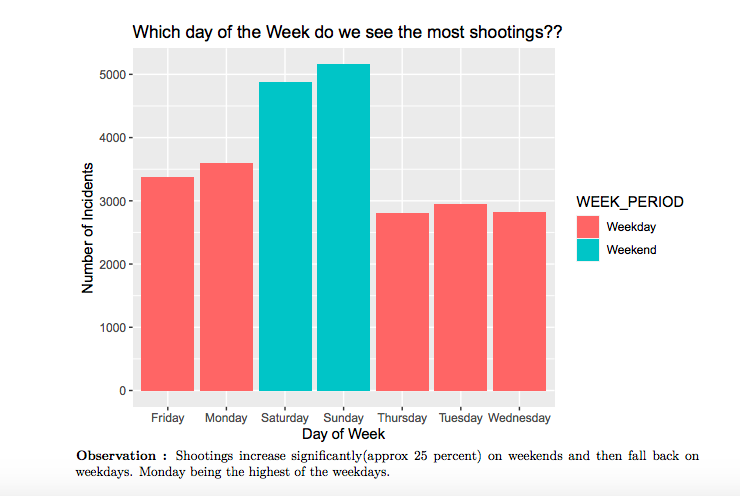 Which day of the Week do we see the most shootings??
Number of Incidents
5000
4000
3000
2000
1000
0
Friday Monday Saturday Sunday Thursday Tuesday Wednesday
Day of Week
WEEK_PERIOD
Weekday
Weekend
Observation : Shootings increase significantly(approx 25 percent) on weekends and then fall back on
weekdays. Monday being the highest of the weekdays.